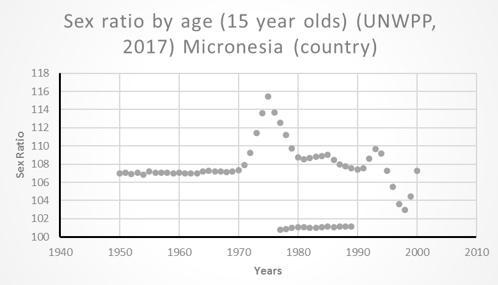 Sex ratio by age (15 year olds) (UNWPP,
2017) Micronesia (country)
118
116
114
112
110
108
106
104
102
100
Sex Ratio
1940 1950 1960 1970 1980 1990 2000 2010
Years